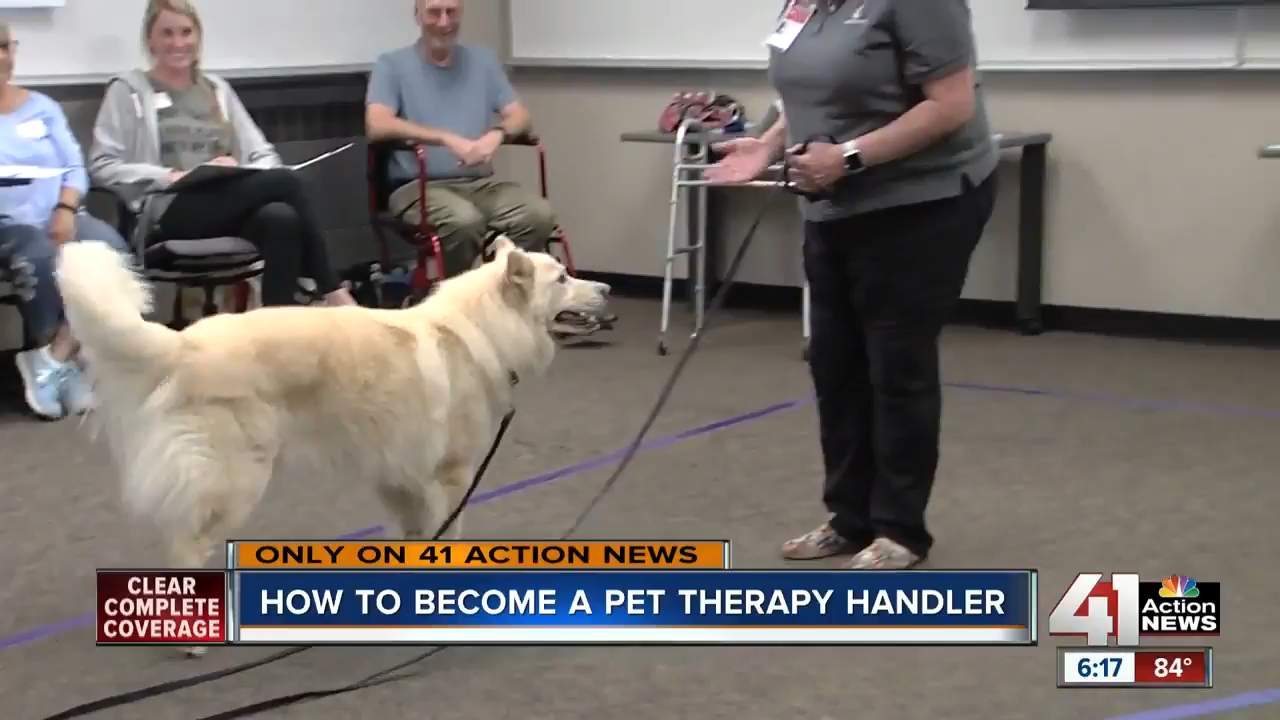 ONLY ON 41 ACTION NEWS
CLEAR
COMPLETE
COVERAGE
HOW TO BECOME A PET THERAPY HANDLER
41
Action
NEWS
6:17 84°